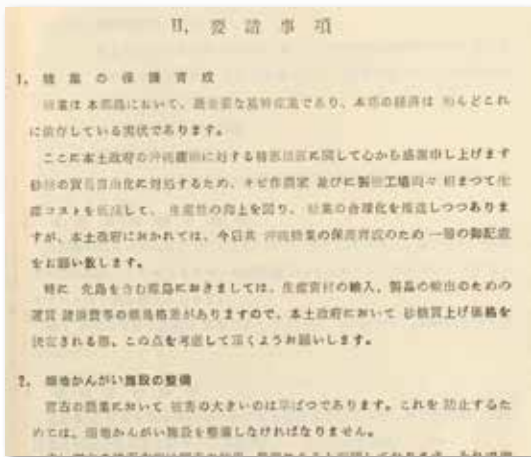 II. 要請事項
1. 糖業の保護育成
糖業は本群島において、最重要な基幹産業であり、本市の経済は 殆んどこれ
に依存している現状であります。
ここに本土政府の沖縄糖業に対する特恵措置に関して心から感謝申し上げます
砂糖の貿易自由化に対処するため、キビ作農家 並びに製糖工場 相まって生
産コストを低減して、生産性の向上を図り、糖業の合理化を推進しつつありま
すが、本土政府におかれては、今后共 沖縄糖業の保護育成のため 一層の御配慮
をお願い致します。
特に 先島を含む離島におきましては、生産資材の輸入、製品の輸出のための
運賃 諸掛費等の離島格差がありますので、本土政府において 砂糖買上げ価格を
決定される際、この点を考慮して頂くようお願いします。
2. 畑地かんがい施設の整備
宮古の農業において 被害の大きいのは旱ばつであります。これを 防止するた
めには、畑地かんがい施設を整備しなければなりません。